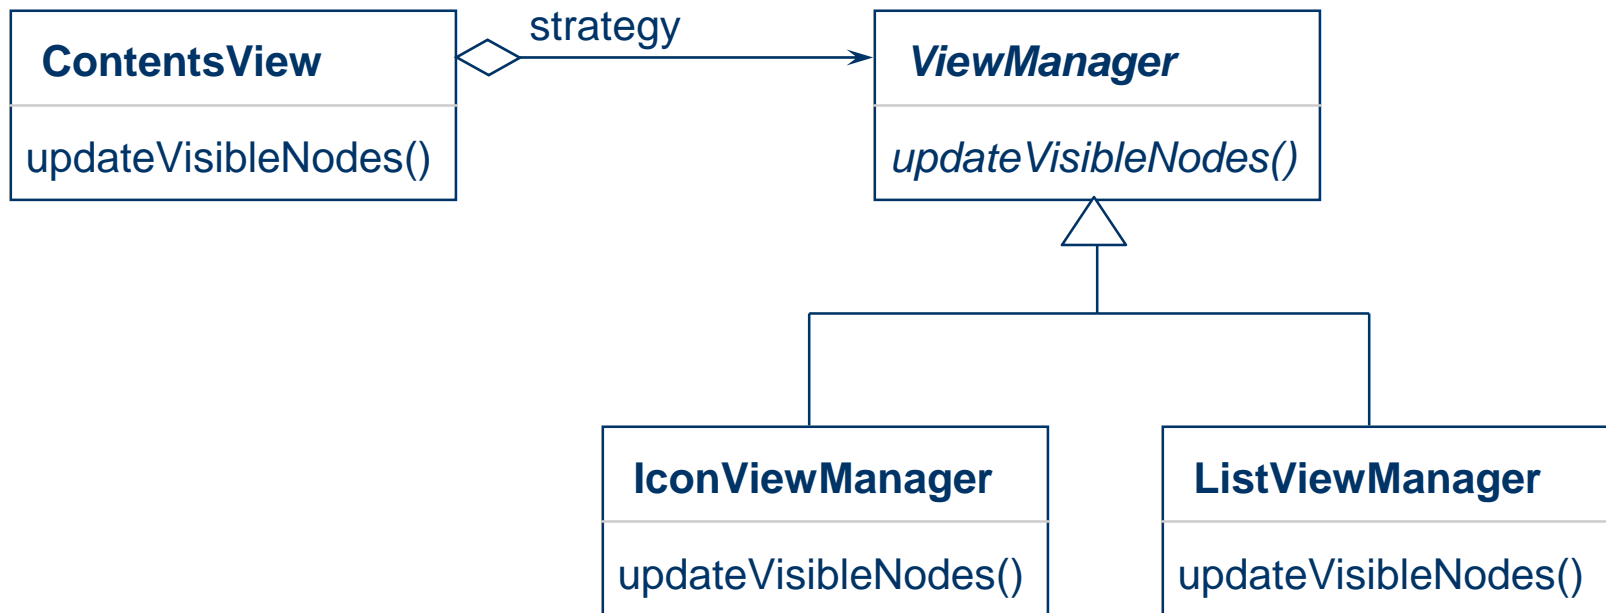 strategy
ContentsView
ViewManager
updateVisibleNodes()
updateVisibleNodes()
IconViewManager
ListViewManager
updateVisibleNodes()
updateVisibleNodes()